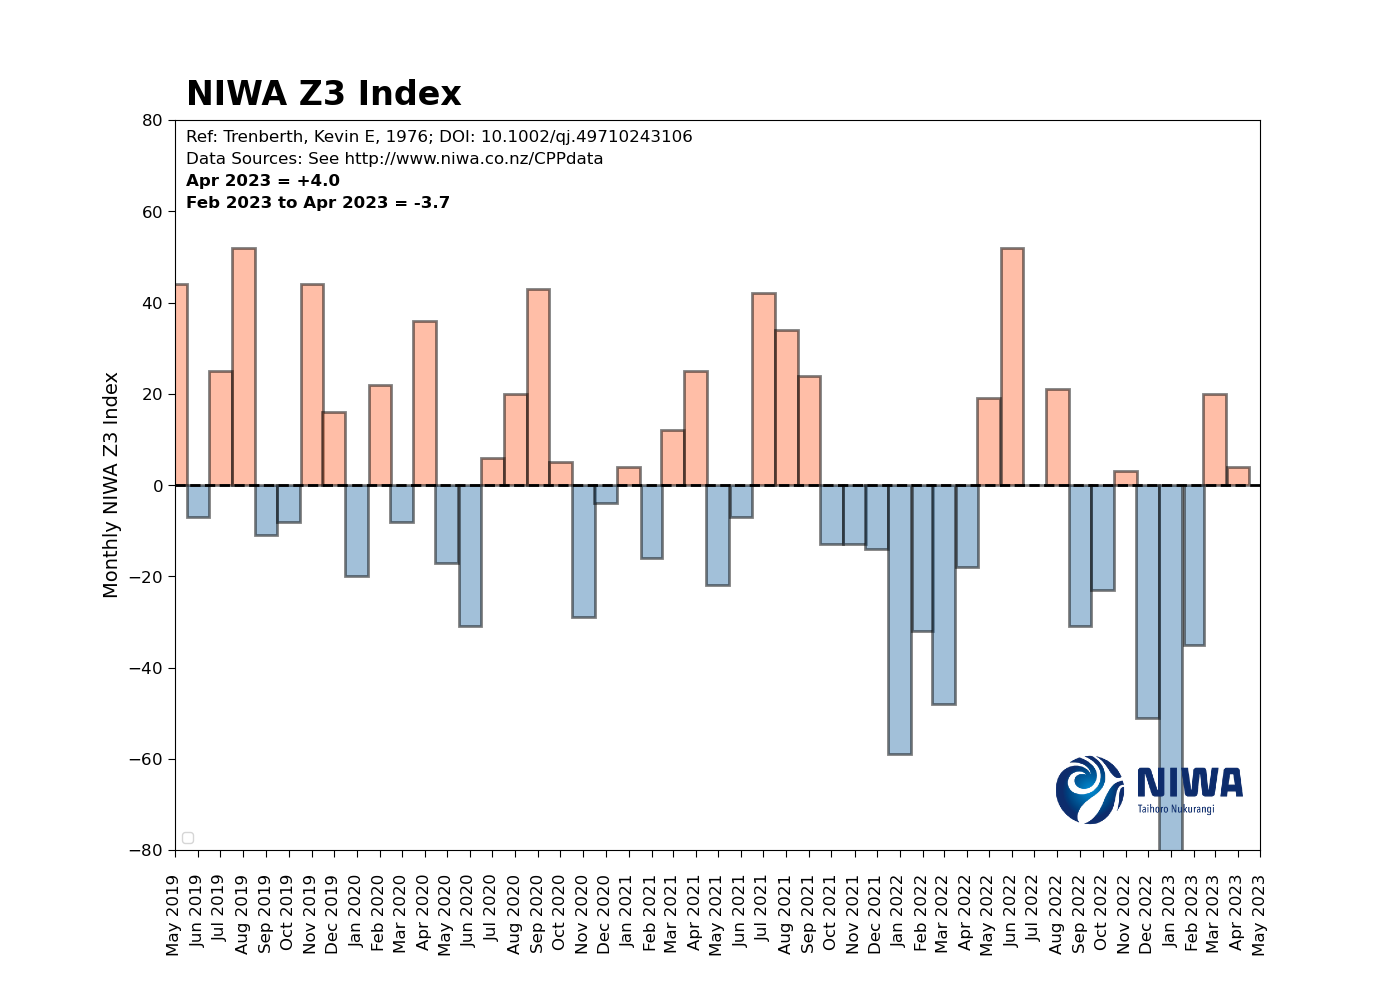 NIWA Z3 Index
Ref: Trenberth, Kevin E, 1976; DOI: 10.1002/qj.49710243106
Data Sources: See http://www.niwa.co.nz/CPPdata
Apr 2023 = +4.0
Feb 2023 to Apr 2023 = -3.7
Monthly NIWA Z3 Index
80
60
40
20
0
−20
−40
−60
−80
NIWA
Taihoro Nukurangi
May 2019
Jun 2019
Jul 2019
Aug 2019
Sep 2019
Oct 2019
Nov 2019
Dec 2019
Jan 2020
Feb 2020
Mar 2020
Apr 2020
May 2020
Jun 2020
Jul 2020
Aug 2020
Sep 2020
Oct 2020
Nov 2020
Dec 2020
Jan 2021
Feb 2021
Mar 2021
Apr 2021
May 2021
Jun 2021
Jul 2021
Aug 2021
Sep 2021
Oct 2021
Nov 2021
Dec 2021
Jan 2022
Feb 2022
Mar 2022
Apr 2022
May 2022
Jun 2022
Jul 2022
Aug 2022
Sep 2022
Oct 2022
Nov 2022
Dec 2022
Jan 2023
Feb 2023
Mar 2023
Apr 2023
May 2023